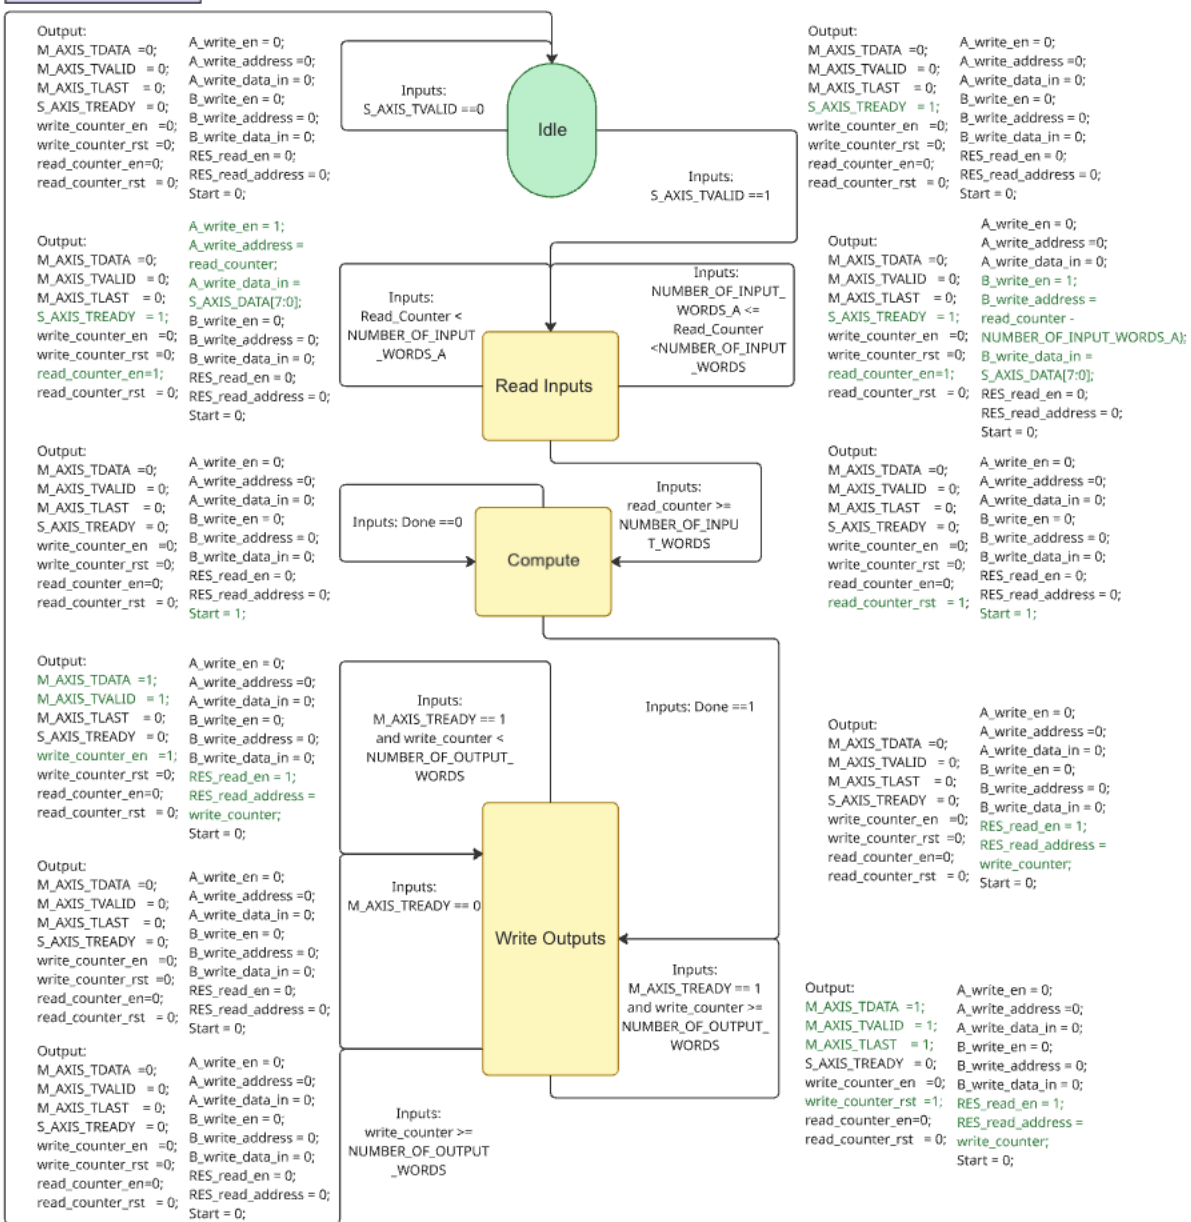 Output:
M_AXIS_TDATA =0;
M_AXIS_TVALID = 0;
M_AXIS_TLAST = 0;
S_AXIS_TREADY = 0;
write_counter_en =0;
write_counter_rst =0;
read_counter_en=0;
read_counter_rst = 0;
A_write_en = 0;
A_write_address =0;
A_write_data_in = 0;
B_write_en = 0;
B_write_address = 0;
B_write_data_in = 0;
RES_read_en = 0;
RES_read_address = 0;
Start = 0;
Inputs:
S_AXIS_TVALID ==0
Idle
Inputs:
S_AXIS_TVALID ==1
Output:
M_AXIS_TDATA =0;
M_AXIS_TVALID = 0;
M_AXIS_TLAST = 0;
S_AXIS_TREADY = 1;
write_counter_en =0;
write_counter_rst =0;
read_counter_en=0;
read_counter_rst = 0;
A_write_en = 0;
A_write_address =0;
A_write_data_in = 0;
B_write_en = 0;
B_write_address = 0;
B_write_data_in = 0;
RES_read_en = 0;
RES_read_address = 0;
Start = 0;
Output:
M_AXIS_TDATA =0;
M_AXIS_TVALID = 0;
M_AXIS_TLAST = 0;
S_AXIS_TREADY = 1;
write_counter_en =0;
write_counter_rst =0;
read_counter_en=1;
read_counter_rst = 0;
A_write_en = 1;
A_write_address =
read_counter;
A_write_data_in =
S_AXIS_DATA[7:0];
B_write_en = 0;
B_write_address = 0;
B_write_data_in = 0;
RES_read_en = 0;
RES_read_address = 0;
Start = 0;
Inputs:
Read_Counter <
NUMBER_OF_INPUT
_WORDS_A
Read Inputs
Inputs:
NUMBER_OF_INPUT_
WORDS_A <=
Read_Counter
<NUMBER_OF_INPUT
_WORDS
Output:
M_AXIS_TDATA =0;
M_AXIS_TVALID = 0;
M_AXIS_TLAST = 0;
S_AXIS_TREADY = 1;
write_counter_en =0;
write_counter_rst =0;
read_counter_en=1;
read_counter_rst = 0;
A_write_en = 0;
A_write_address =0;
A_write_data_in = 0;
B_write_en = 1;
B_write_address =
read_counter -
NUMBER_OF_INPUT_WORDS_A);
B_write_data_in =
S_AXIS_DATA[7:0];
RES_read_en = 0;
RES_read_address = 0;
Start = 0;
Output:
M_AXIS_TDATA =0;
M_AXIS_TVALID = 0;
M_AXIS_TLAST = 0;
S_AXIS_TREADY = 0;
write_counter_en =0;
write_counter_rst =0;
read_counter_en=0;
read_counter_rst = 0;
A_write_en = 0;
A_write_address =0;
A_write_data_in = 0;
B_write_en = 0;
B_write_address = 0;
B_write_data_in = 0;
RES_read_en = 0;
RES_read_address = 0;
Start = 1;
Inputs: Done ==0
Compute
Inputs:
read_counter >=
NUMBER_OF_INPU
T_WORDS
Output:
M_AXIS_TDATA =0;
M_AXIS_TVALID = 0;
M_AXIS_TLAST = 0;
S_AXIS_TREADY = 0;
write_counter_en =0;
write_counter_rst =0;
read_counter_en=0;
read_counter_rst = 1;
A_write_en = 0;
A_write_address =0;
A_write_data_in = 0;
B_write_en = 0;
B_write_address = 0;
B_write_data_in = 0;
RES_read_en = 0;
RES_read_address = 0;
Start = 1;
Output:
M_AXIS_TDATA =1;
M_AXIS_TVALID = 1;
M_AXIS_TLAST = 0;
S_AXIS_TREADY = 0;
write_counter_en =1;
write_counter_rst =0;
read_counter_en=0;
read_counter_rst = 0;
A_write_en = 0;
A_write_address =0;
A_write_data_in = 0;
B_write_en = 0;
B_write_address = 0;
B_write_data_in = 0;
RES_read_en = 1;
RES_read_address =
write_counter;
Start = 0;
Inputs:
M_AXIS_TREADY == 1
and write_counter <
NUMBER_OF_OUTPUT_
WORDS
Inputs: Done ==1
Output:
M_AXIS_TDATA =0;
M_AXIS_TVALID = 0;
M_AXIS_TLAST = 0;
S_AXIS_TREADY = 0;
write_counter_en =0;
write_counter_rst =0;
read_counter_en=0;
read_counter_rst = 0;
A_write_en = 0;
A_write_address =0;
A_write_data_in = 0;
B_write_en = 0;
B_write_address = 0;
B_write_data_in = 0;
RES_read_en = 1;
RES_read_address =
write_counter;
Start = 0;
Output:
M_AXIS_TDATA =0;
M_AXIS_TVALID = 0;
M_AXIS_TLAST = 0;
S_AXIS_TREADY = 0;
write_counter_en =0;
write_counter_rst =0;
read_counter_en=0;
read_counter_rst = 0;
A_write_en = 0;
A_write_address =0;
A_write_data_in = 0;
B_write_en = 0;
B_write_address = 0;
B_write_data_in = 0;
RES_read_en = 0;
RES_read_address = 0;
Start = 0;
Inputs:
M_AXIS_TREADY == 0
Write Outputs
Inputs:
M_AXIS_TREADY == 1
and write_counter >=
NUMBER_OF_OUTPUT_
WORDS
Output:
M_AXIS_TDATA =1;
M_AXIS_TVALID = 1;
M_AXIS_TLAST = 1;
S_AXIS_TREADY = 0;
write_counter_en =0;
write_counter_rst =1;
read_counter_en=0;
read_counter_rst = 0;
A_write_en = 0;
A_write_address =0;
A_write_data_in = 0;
B_write_en = 0;
B_write_address = 0;
B_write_data_in = 0;
RES_read_en = 1;
RES_read_address =
write_counter;
Start = 0;
Output:
M_AXIS_TDATA =0;
M_AXIS_TVALID = 0;
M_AXIS_TLAST = 0;
S_AXIS_TREADY = 0;
write_counter_en =0;
write_counter_rst =0;
read_counter_en=0;
read_counter_rst = 0;
A_write_en = 0;
A_write_address =0;
A_write_data_in = 0;
B_write_en = 0;
B_write_address = 0;
B_write_data_in = 0;
RES_read_en = 0;
RES_read_address = 0;
Start = 0;
Inputs:
write_counter >=
NUMBER_OF_OUTPUT
_WORDS